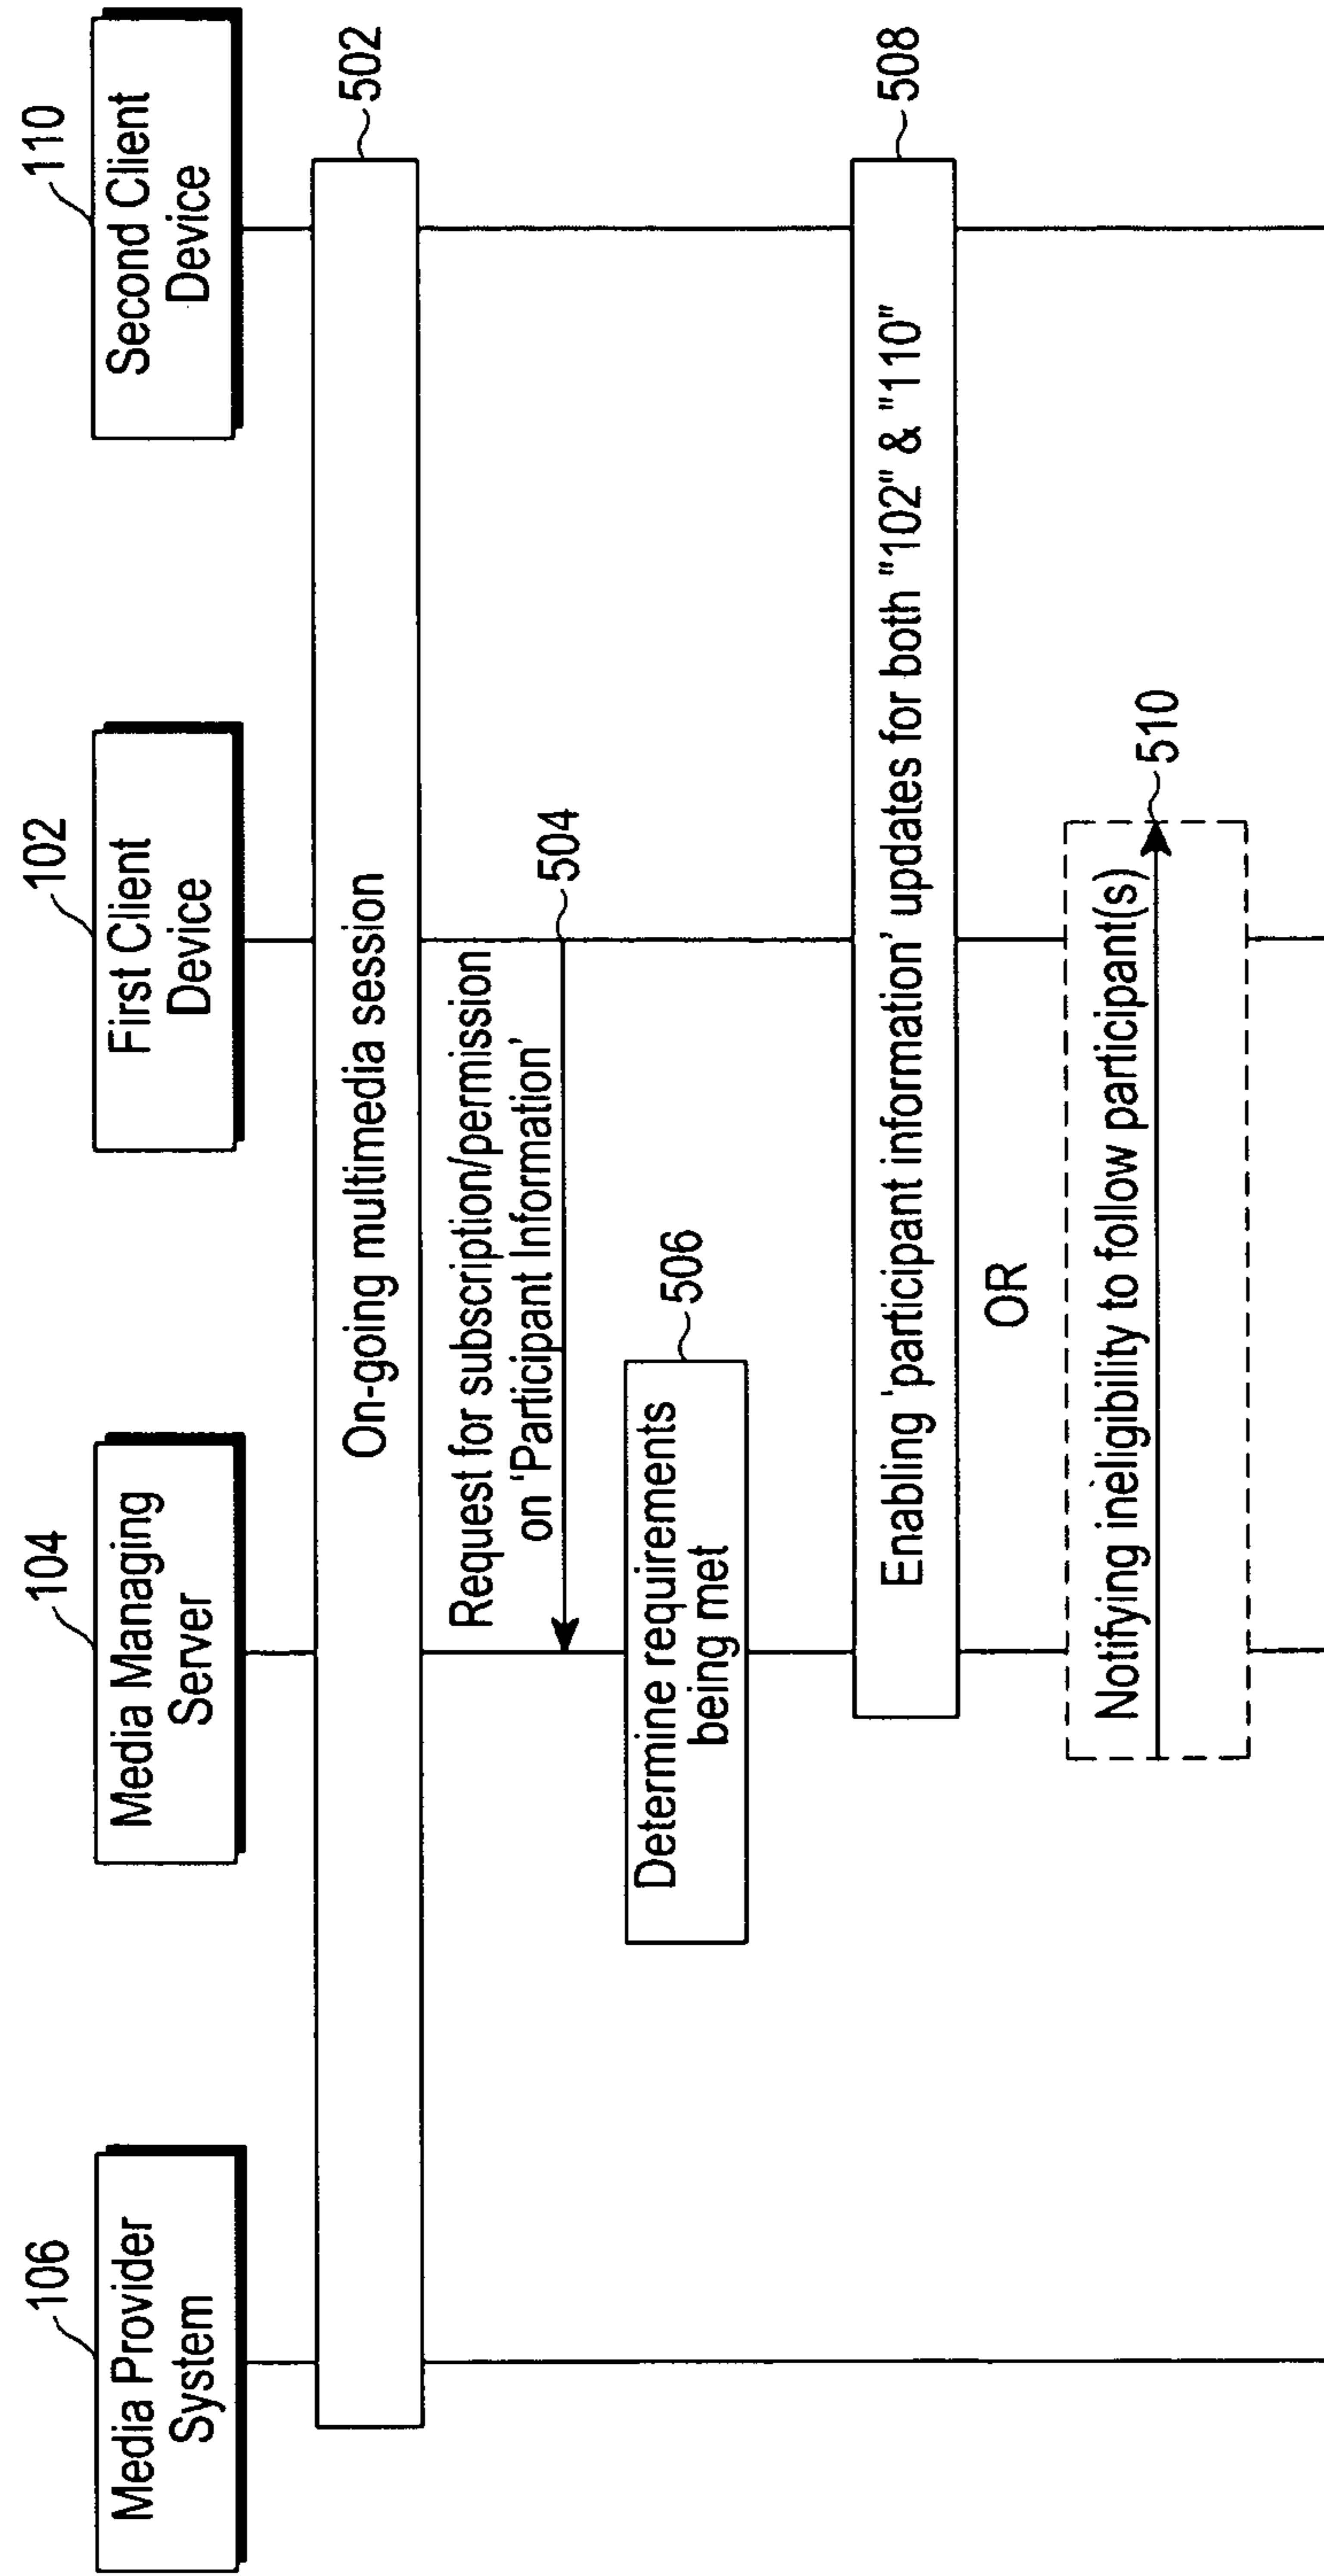 106
Media Provider
System
104
Media Managing
Server
102
First Client
Device
110
Second Client
Device
On-going multimedia session
502
Request for subscription/permission
on 'Participant Information'
504
Determine requirements
being met
506
Enabling 'participant information' updates for both "102" & "110"
508
OR
Notifying ineligibility to follow participant(s)
510